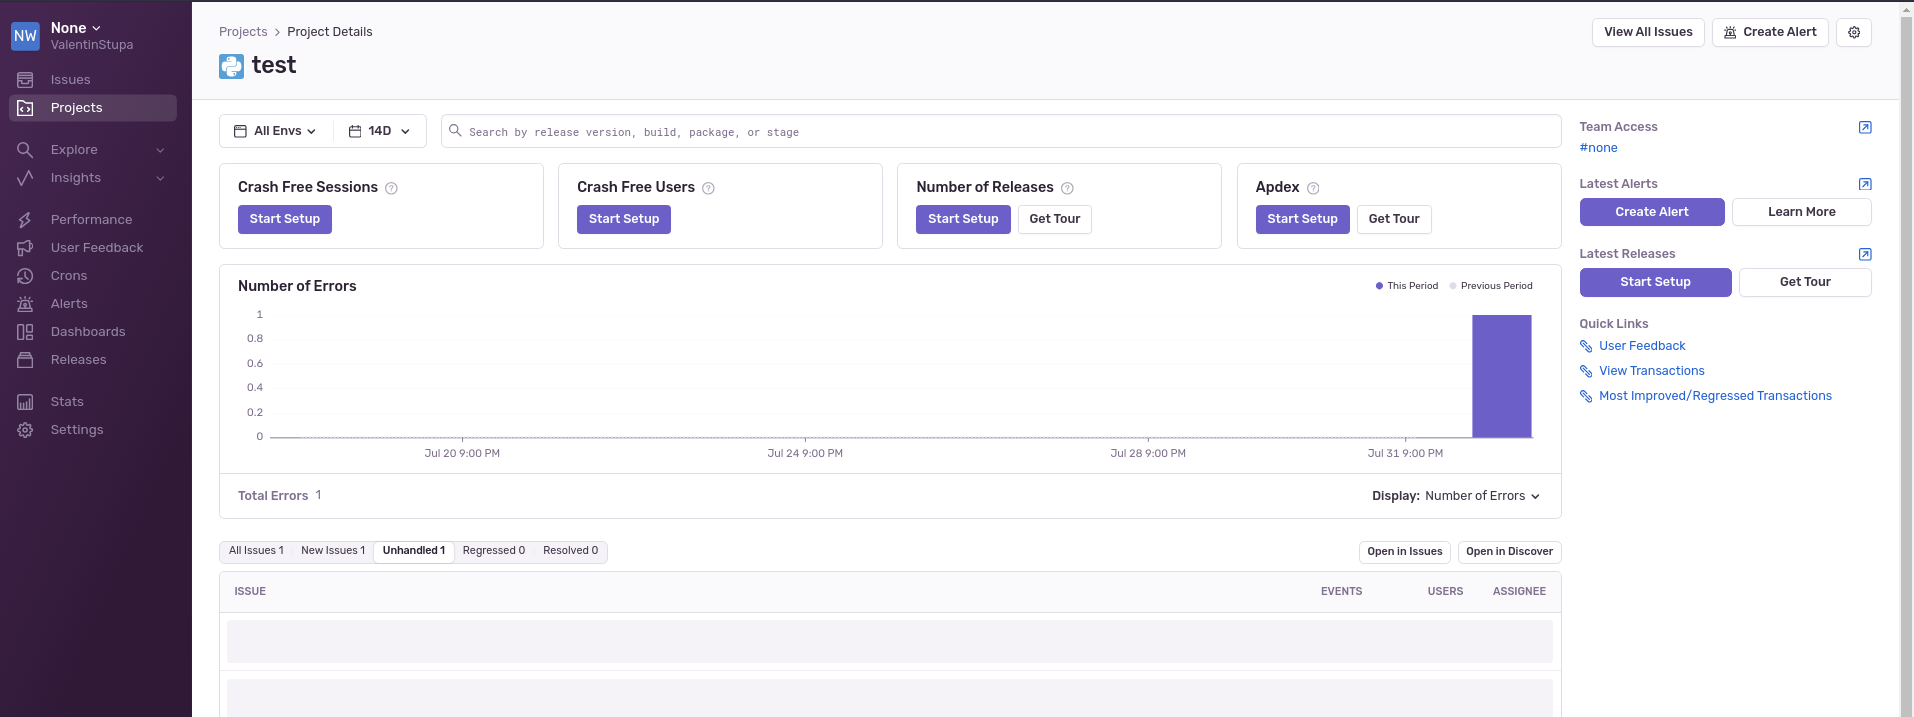 NW
None
ValentinStupa
Issues
Projects
Explore
Insights
Performance
User Feedback
Crons
Alerts
Dashboards
Releases
Stats
Settings
Projects > Project Details
test
View All Issues
Create Alert
All Envs
14D
Search by release version, build, package, or stage
Crash Free Sessions ?
Start Setup
Crash Free Users ?
Start Setup
Number of Releases ?
Start Setup Get Tour
Apdex ?
Start Setup Get Tour
Number of Errors
This Period Previous Period
1
0.8
0.6
0.4
0.2
0
Jul 20 9:00 PM Jul 24 9:00 PM Jul 28 9:00 PM Jul 31 9:00 PM
Total Errors 1
Display: Number of Errors
All Issues 1 New Issues 1 Unhandled 1 Regressed 0 Resolved 0
Open in Issues Open in Discover
ISSUE EVENTS USERS ASSIGNEE
Team Access
#none
Latest Alerts
Create Alert Learn More
Latest Releases
Start Setup Get Tour
Quick Links
User Feedback
View Transactions
Most Improved/Regressed Transactions